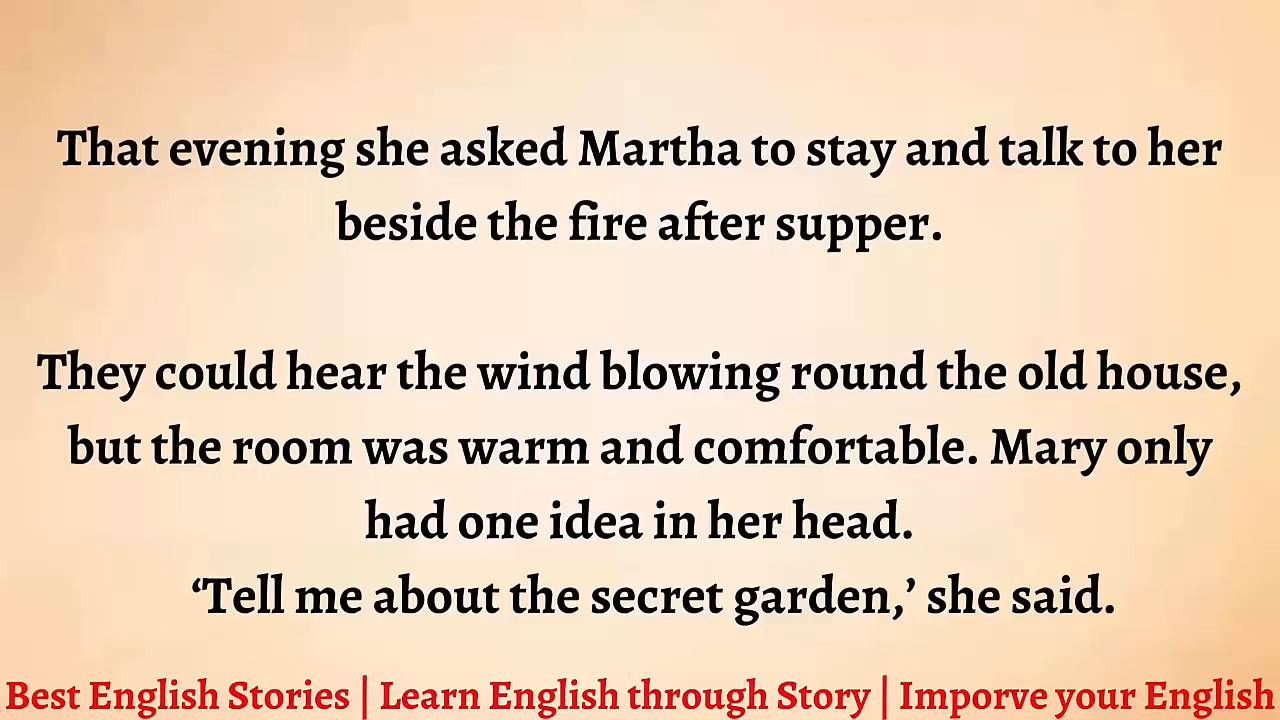 That evening she asked Martha to stay and talk to her
beside the fire after supper.
They could hear the wind blowing round the old house,
but the room was warm and comfortable. Mary only
had one idea in her head.
‘Tell me about the secret garden,’ she said.
Best English Stories | Learn English through Story | Imporve your English